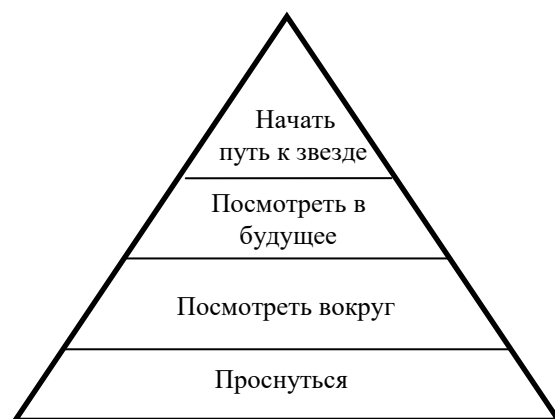 Начать
путь к звезде
Посмотреть в
будущее
Посмотреть вокруг
Проснуться